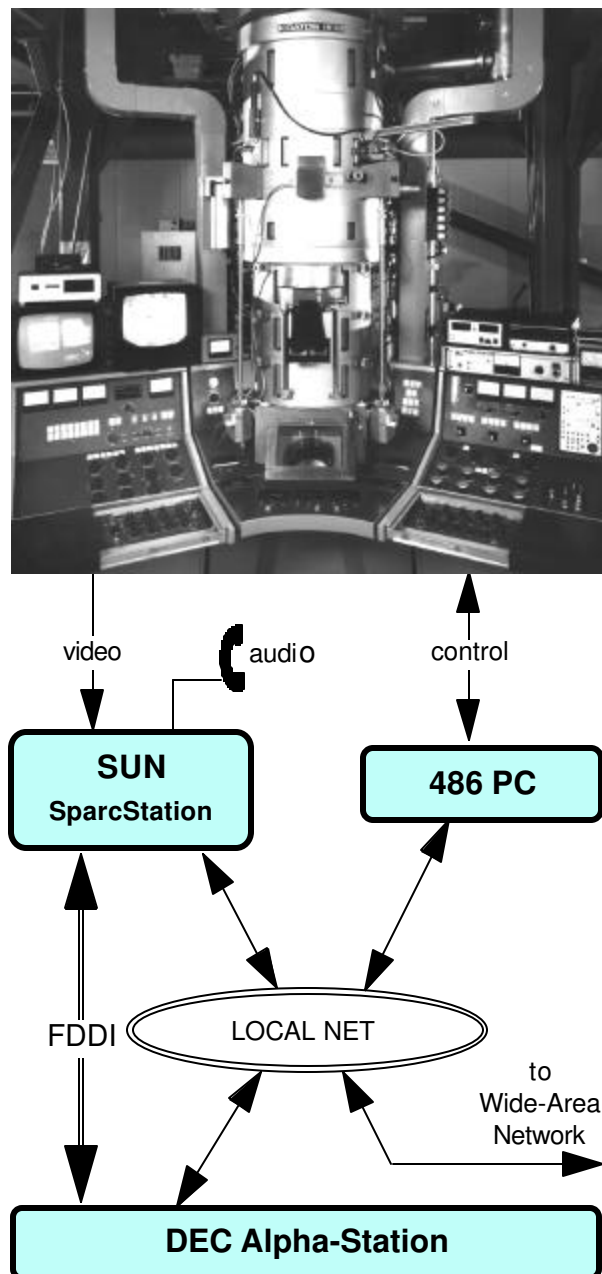 video
audio
control
SUN
SparcStation
486 PC
FDDI
LOCAL NET
to
Wide-Area
Network
DEC Alpha-Station